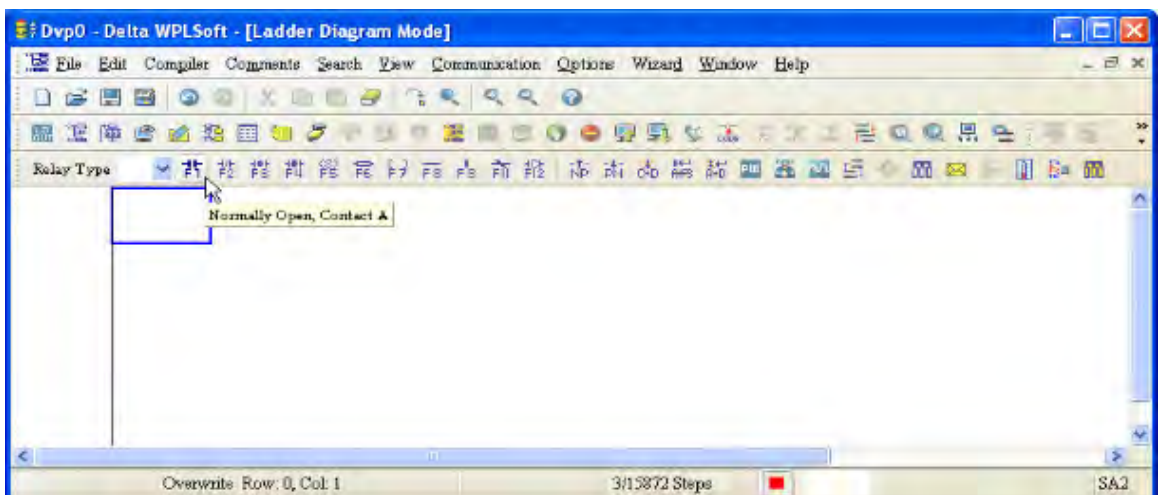 Dvp0 - Delta WPLSoft - [Ladder Diagram Mode]
File Edit Compiler Comments Search View Communication Options Wizard Window Help
Relay Type
Normally Open, Contact A
Overwrite Row: 0, Col: 1 3/15872 Steps SA2